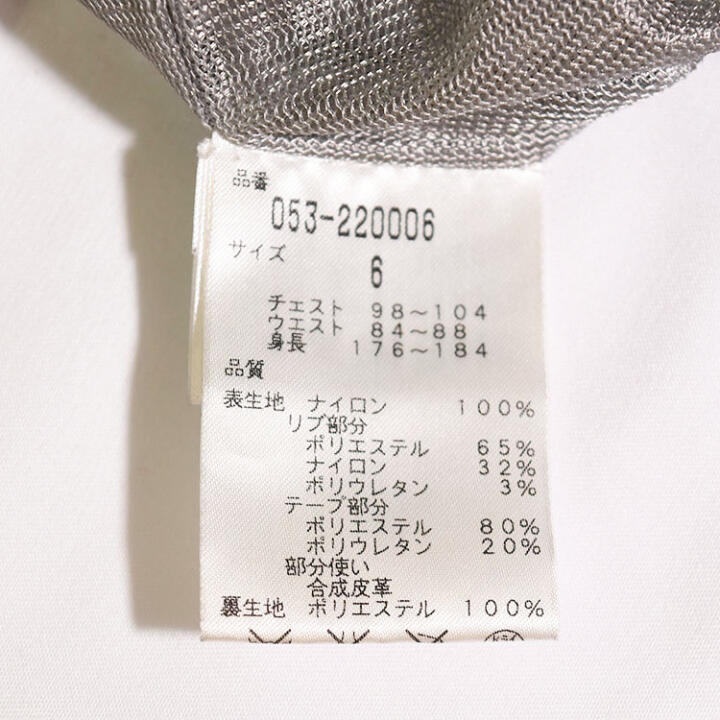 品番
053-220006
サイズ
6
チェスト 98~104
ウエスト 84~88
身長 176~184
品質
表生地 ナイロン 100%
リブ部分
ポリエステル 65%
ナイロン 32%
ポリウレタン 3%
テープ部分
ポリエステル 80%
ポリウレタン 20%
部分使い
合成皮革
裏生地 ポリエステル 100%
ドライ